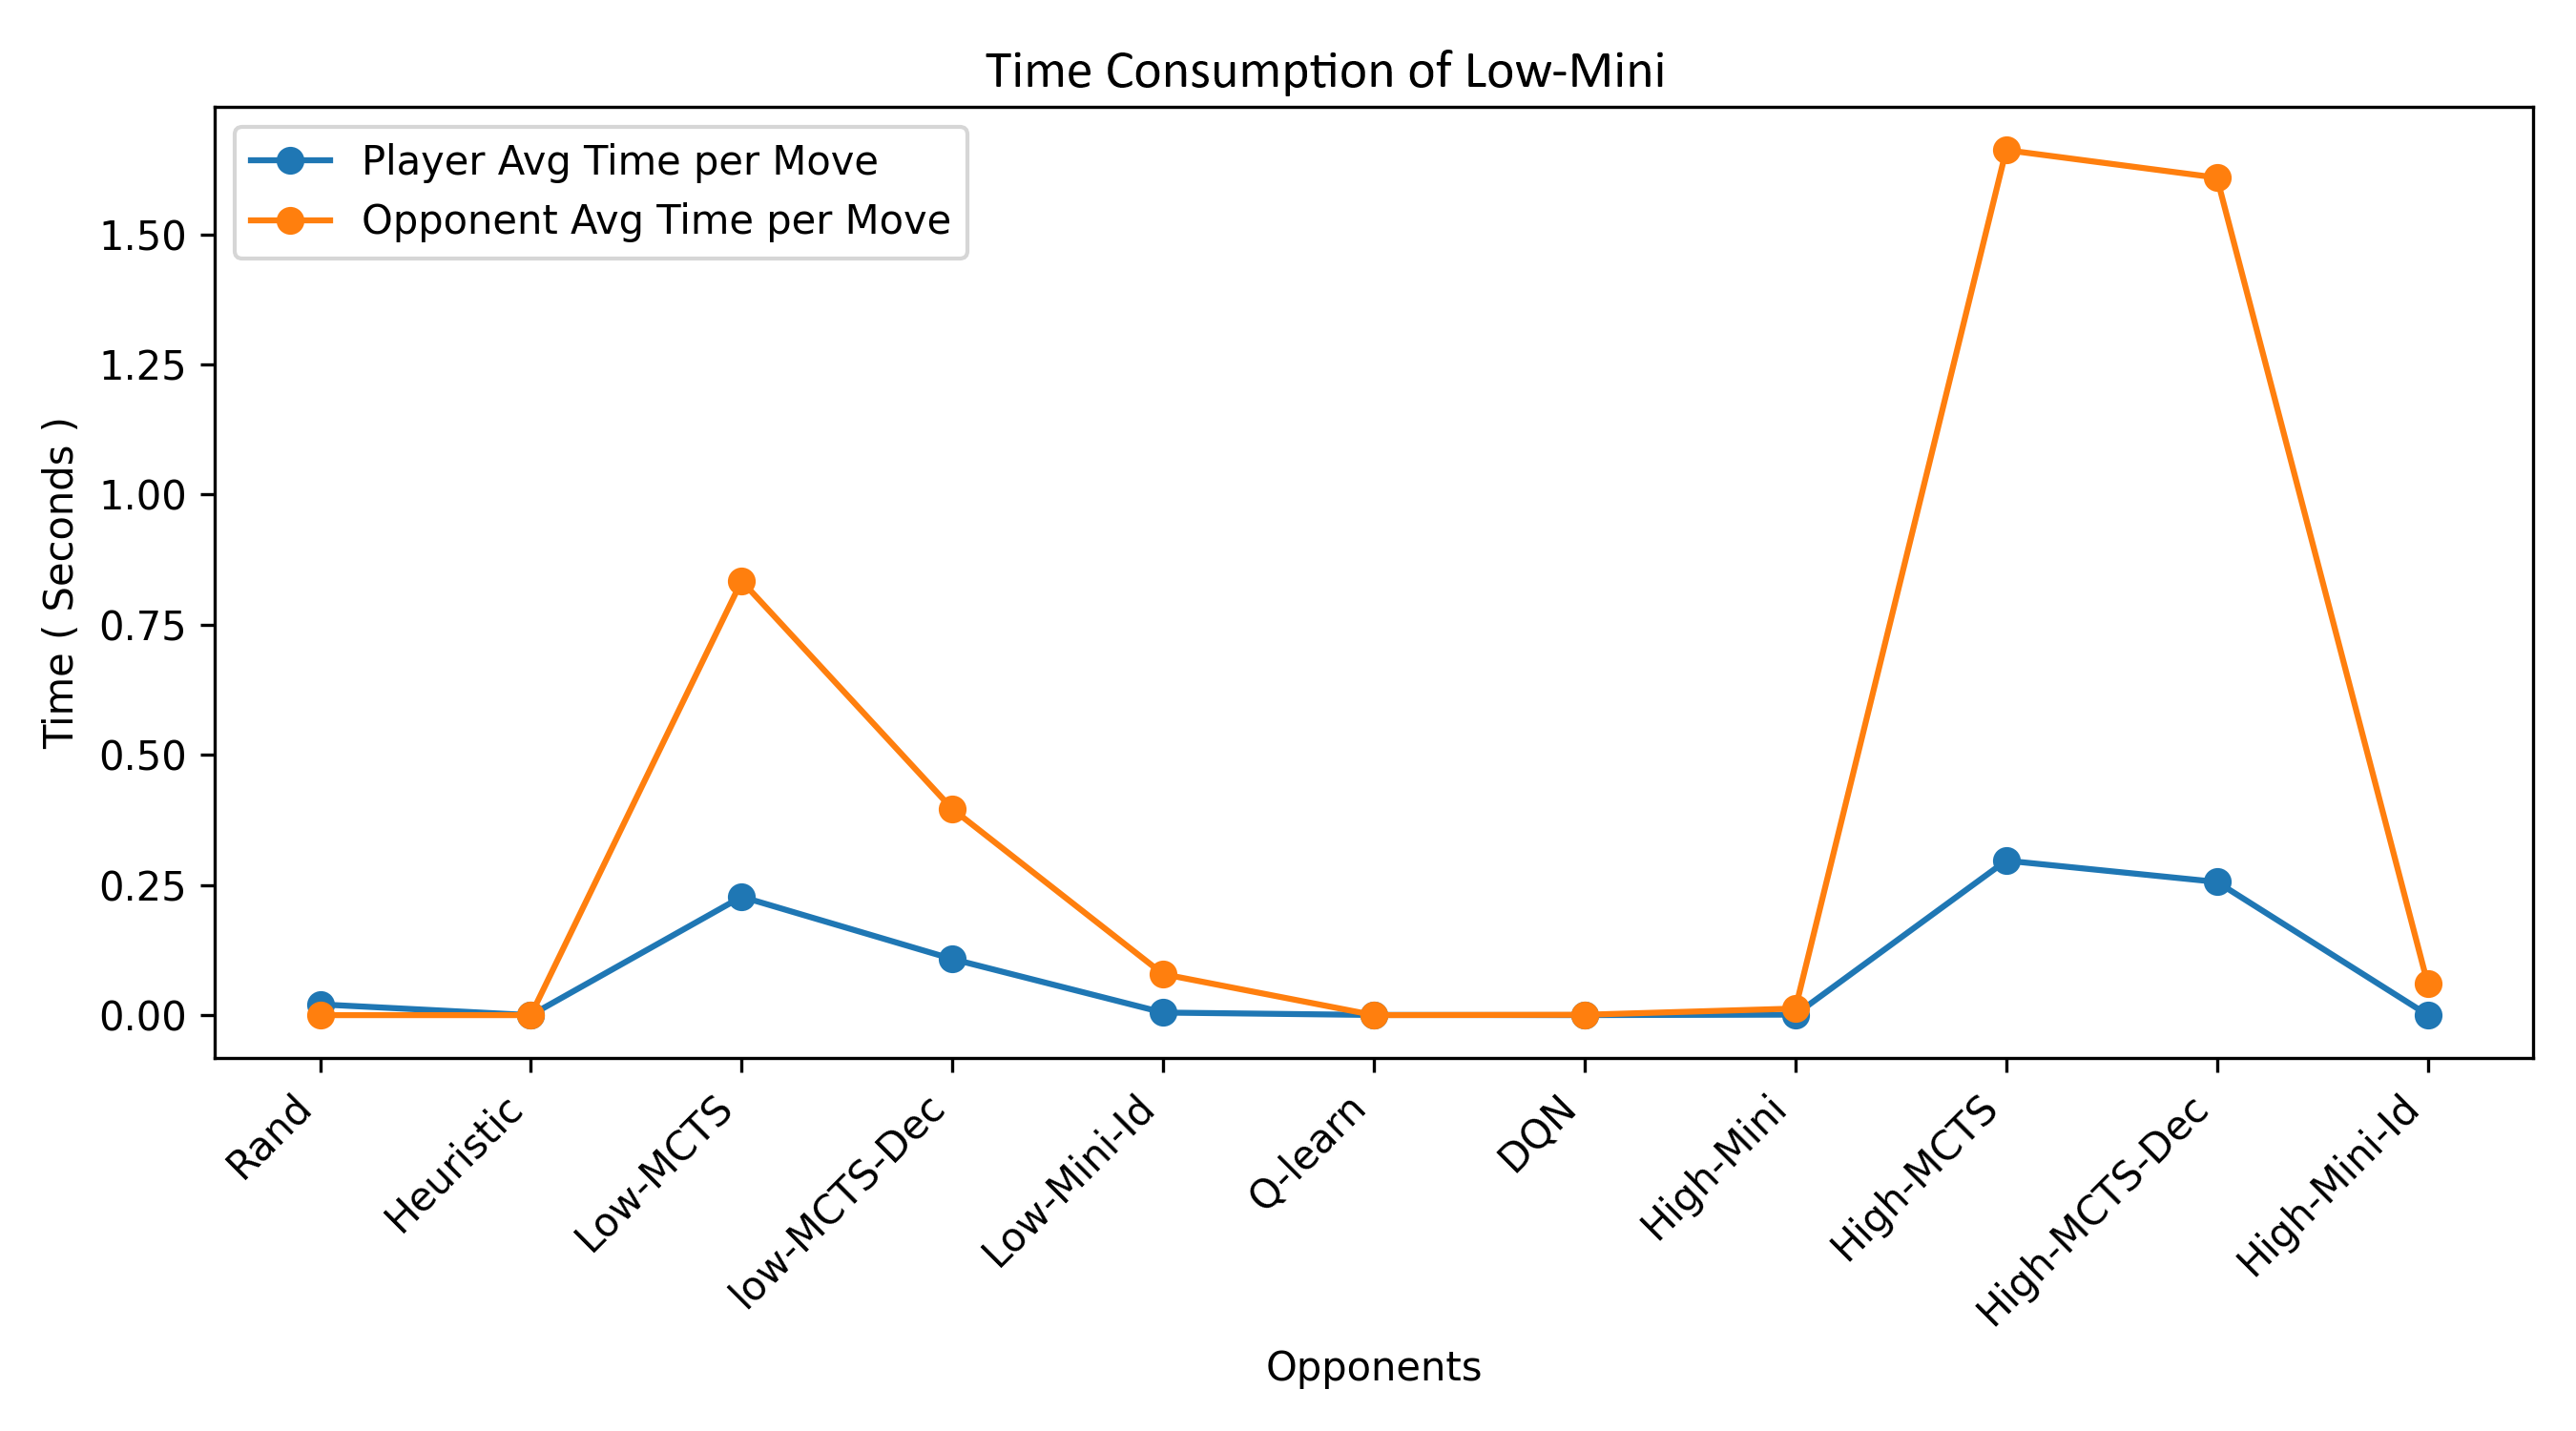 Time Consumption of Low-Mini
Player Avg Time per Move
Opponent Avg Time per Move
Time ( Seconds )
1.50
1.25
1.00
0.75
0.50
0.25
0.00
Rand
Heuristic
Low-MCTS
low-MCTS-Dec
Low-Mini-Id
Q-learn
DQN
High-Mini
High-MCTS
High-MCTS-Dec
High-Mini-Id
Opponents